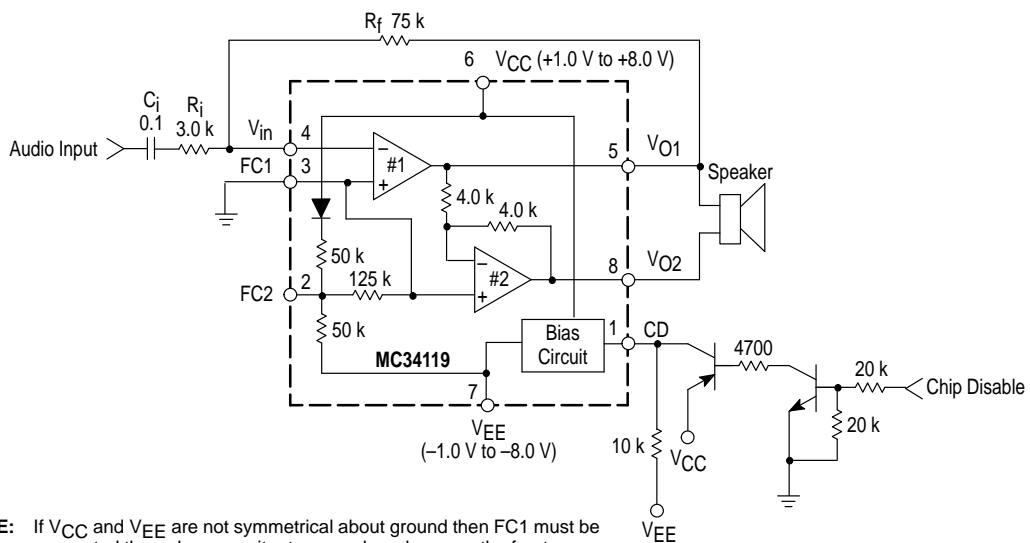 Rf 75 k
6 VCC (+1.0 V to +8.0 V)
Ci
0.1
Ri
3.0 k
Vin
4
Audio Input
FC1
3
–
+
#1
5
VO1
Speaker
4.0 k
4.0 k
50 k
2
FC2
125 k
–
+
#2
8
VO2
50 k
Bias
Circuit
1
CD
MC34119
7
VEE
(–1.0 V to –8.0 V)
4700
20 k
Chip Disable
20 k
10 k
VCC
VEE
E: If VCC and VEE are not symmetrical about ground then FC1 must be